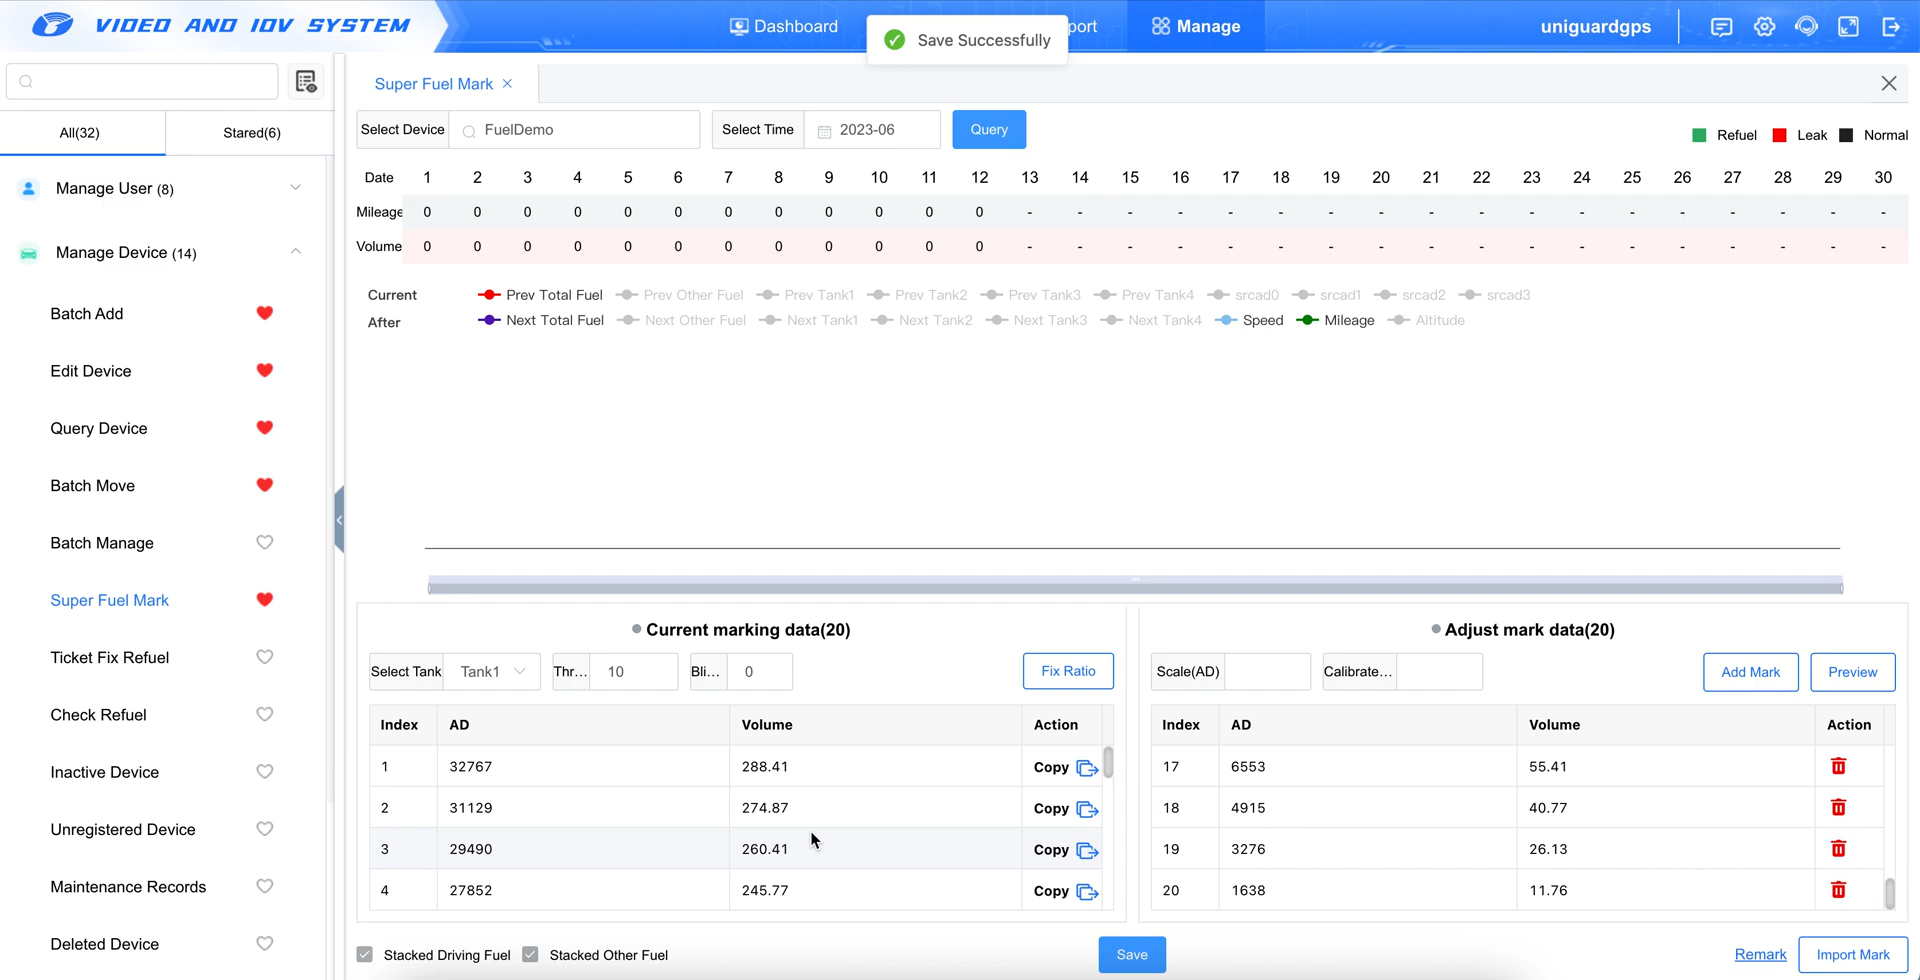 VIDEO AND IOV SYSTEM
Dashboard
port
Manage
uniguardgps
Save Successfully
All(32)
Stared(6)
Manage User (8)
Manage Device (14)
Batch Add
Edit Device
Query Device
Batch Move
Batch Manage
Super Fuel Mark
Ticket Fix Refuel
Check Refuel
Inactive Device
Unregistered Device
Maintenance Records
Deleted Device
Super Fuel Mark
Select Device FuelDemo Select Time 2023-06 Query
Refuel Leak Normal
Date 1 2 3 4 5 6 7 8 9 10 11 12 13 14 15 16 17 18 19 20 21 22 23 24 25 26 27 28 29 30
Mileage 0 0 0 0 0 0 0 0 0 0 0 0 - - - - - - - - - - - - - - - - - -
Volume 0 0 0 0 0 0 0 0 0 0 0 0 - - - - - - - - - - - - - - - - - -
Current Prev Total Fuel Prev Other Fuel Prev Tank1 Prev Tank2 Prev Tank3 Prev Tank4 srcad0 srcad1 srcad2 srcad3
After Next Total Fuel Next Other Fuel Next Tank1 Next Tank2 Next Tank3 Next Tank4 Speed Mileage Altitude
Current marking data(20)
Select Tank Tank1 Thr... 10 Bli... 0 Fix Ratio
Index AD Volume Action
1 32767 288.41 Copy
2 31129 274.87 Copy
3 29490 260.41 Copy
4 27852 245.77 Copy
Adjust mark data(20)
Scale(AD) Calibrate... Add Mark Preview
Index AD Volume Action
17 6553 55.41
18 4915 40.77
19 3276 26.13
20 1638 11.76
Stacked Driving Fuel Stacked Other Fuel Save Remark Import Mark